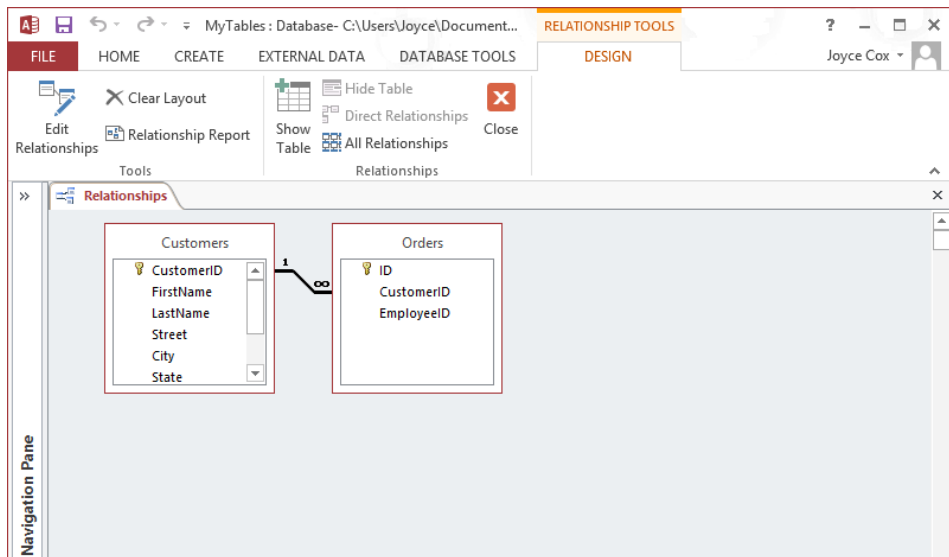 MyTables : Database- C:\Users\Joyce\Document... RELATIONSHIP TOOLS ?
FILE HOME CREATE EXTERNAL DATA DATABASE TOOLS DESIGN Joyce Cox
Edit Relationships
Clear Layout
Relationship Report
Tools
Show Table
Hide Table
Direct Relationships
All Relationships
Close
Relationships
Relationships
Navigation Pane
Customers
CustomerID
FirstName
LastName
Street
City
State
1
∞
Orders
ID
CustomerID
EmployeeID